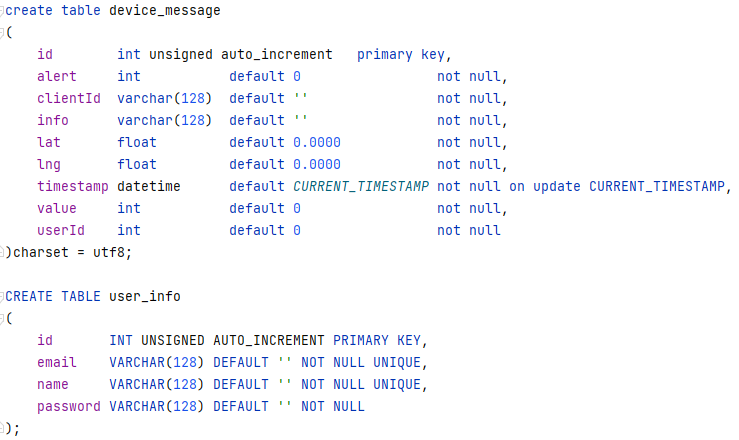 create table device_message
(
    id        int unsigned auto_increment   primary key,
    alert     int           default 0                 not null,
    clientId  varchar(128)  default ''                not null,
    info      varchar(128)  default ''                not null,
    lat       float         default 0.0000            not null,
    lng       float         default 0.0000            not null,
    timestamp datetime      default CURRENT_TIMESTAMP not null on update CURRENT_TIMESTAMP,
    value     int           default 0                 not null,
    userId    int           default 0                 not null
)charset = utf8;

CREATE TABLE user_info
(
    id       INT UNSIGNED AUTO_INCREMENT PRIMARY KEY,
    email    VARCHAR(128) DEFAULT '' NOT NULL UNIQUE,
    name     VARCHAR(128) DEFAULT '' NOT NULL UNIQUE,
    password VARCHAR(128) DEFAULT '' NOT NULL
);